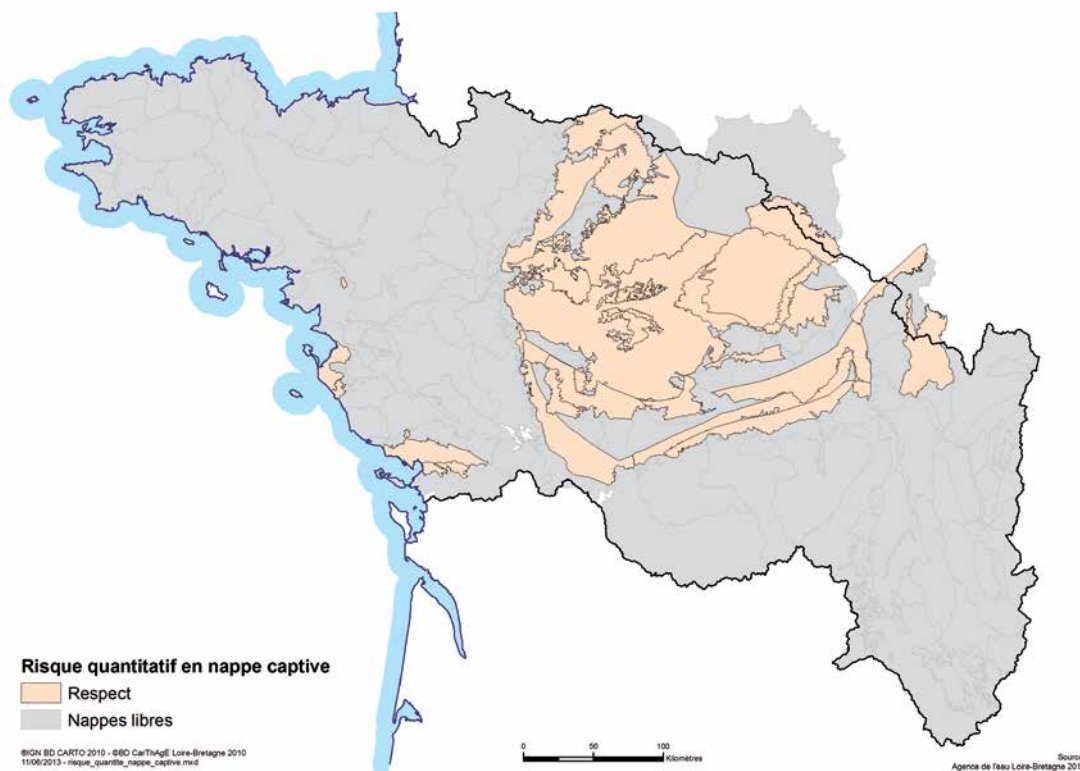 Risque quantitatif en nappe captive
Respect
Nappes libres
©IGN BD CARTO 2010 - ©BD CarThAgE Loire-Bretagne 2010
11/06/2013 - risque_quantite_nappe_captive.mxd
0 50 100
Kilomètres
Agence de l'eau Loire-Bretagne